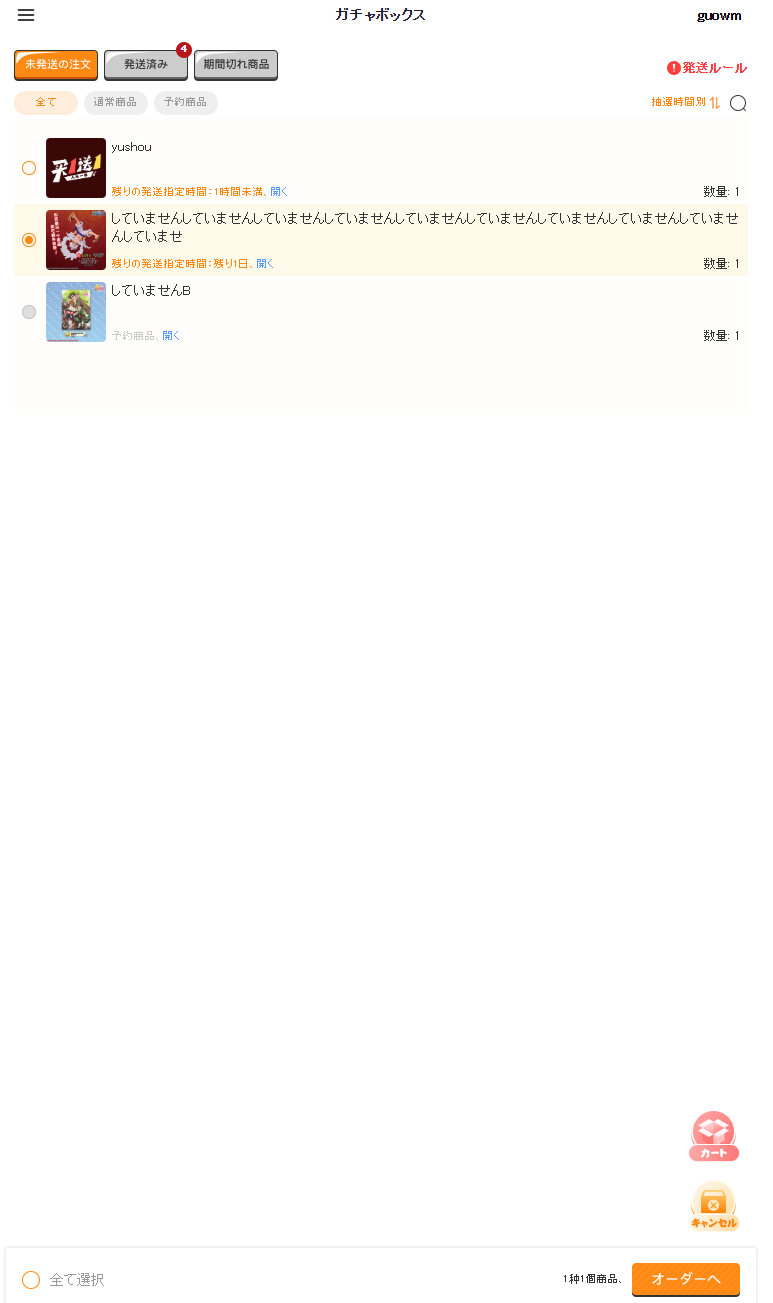 ガチャボックス
guowm
未発送の注文
発送済み
4
期間切れ商品
発送ルール
全て
通常商品
予約商品
抽選時間別
买1送1
yushou
残りの発送指定時間：1時間未満、開く
数量: 1
していませんしていませんしていませんしていませんしていませんしていませんしていませんしていませんしていませ
んしていませ
残りの発送指定時間：残り1日、開く
数量: 1
していませんB
予約商品、開く
数量: 1
カート
キャンセル
全て選択
1种1個商品、
オーダーへ